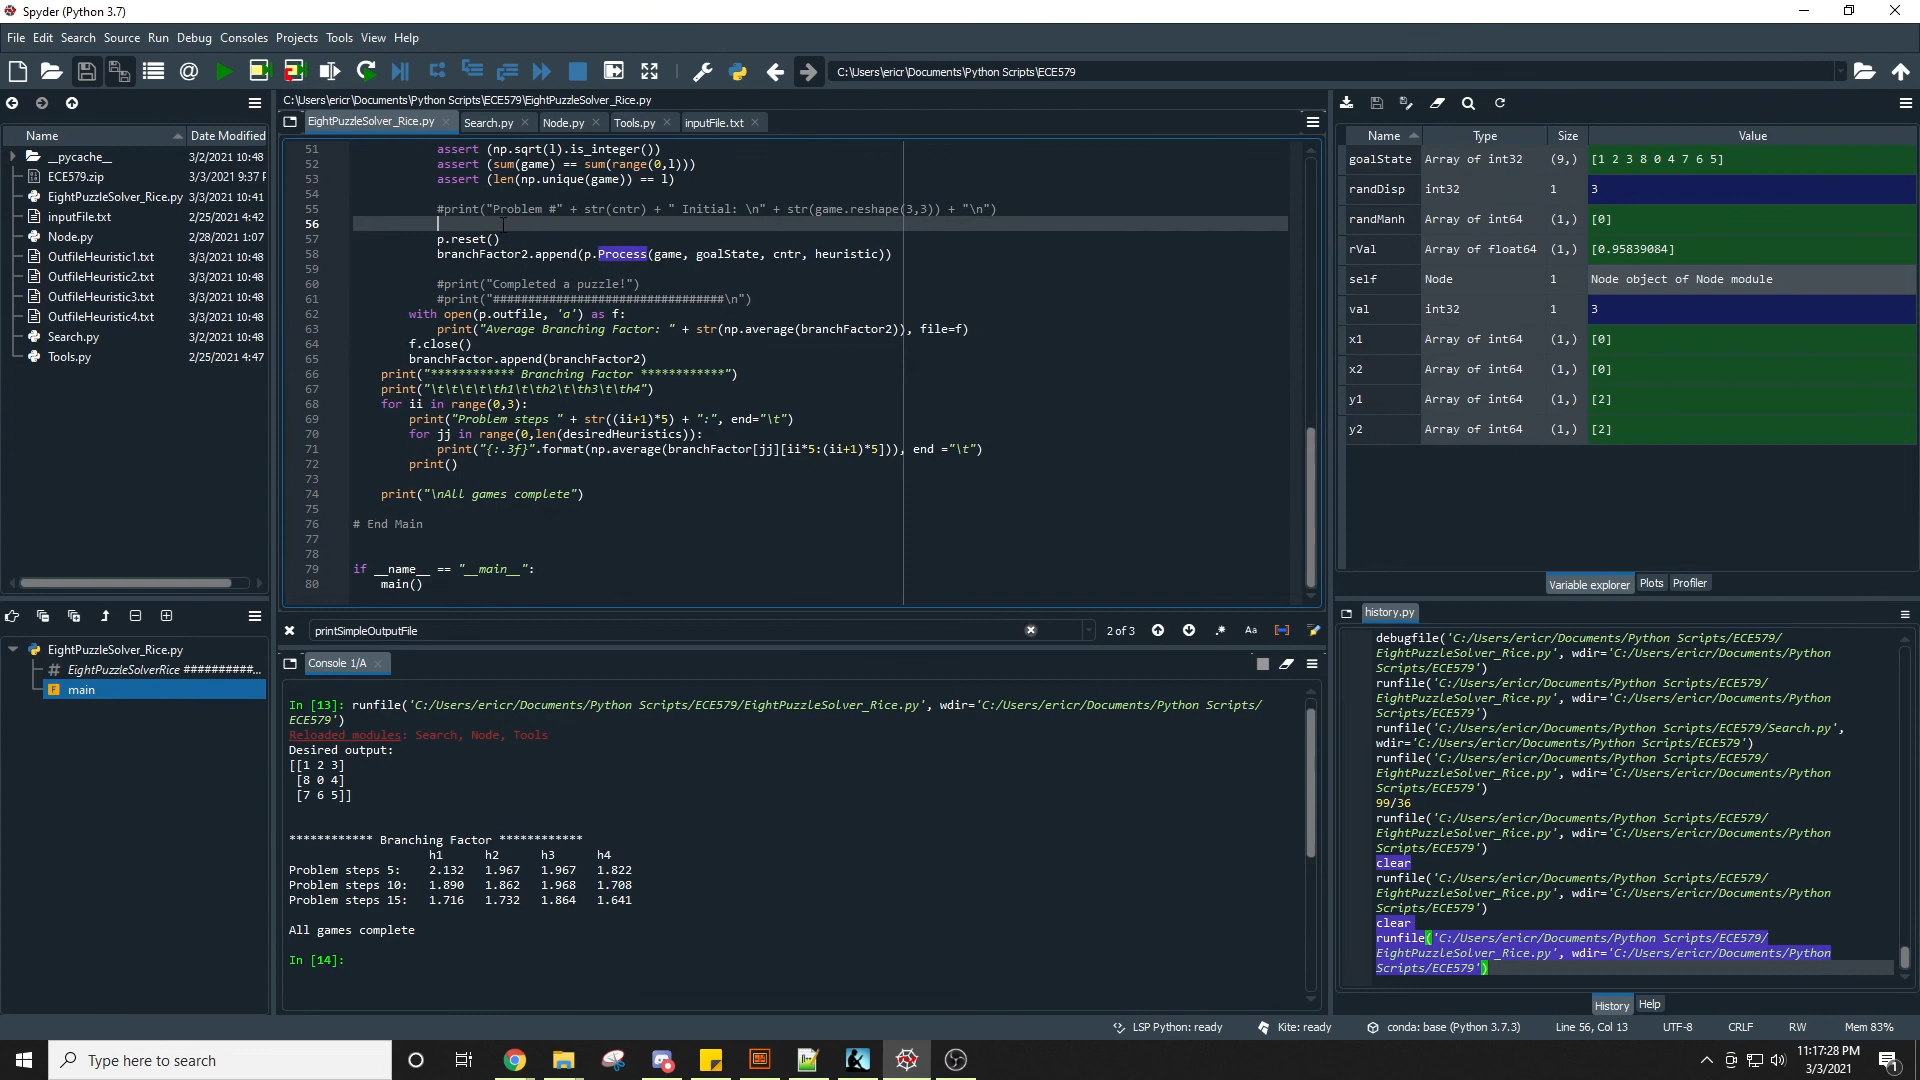 Spyder (Python 3.7)
File Edit Search Source Run Debug Consoles Projects Tools View Help
C:\Users\ericr\Documents\Python Scripts\ECE579
Name Date Modified
__pycache__ 3/2/2021 10:48
ECE579.zip 3/3/2021 9:37 P
EightPuzzleSolver_Rice.py 3/3/2021 10:41
inputFile.txt 2/25/2021 4:42
Node.py 2/28/2021 1:07
OutfileHeuristic1.txt 3/2/2021 10:48
OutfileHeuristic2.txt 3/2/2021 10:48
OutfileHeuristic3.txt 3/2/2021 10:48
OutfileHeuristic4.txt 3/2/2021 10:48
Search.py 3/2/2021 10:48
Tools.py 2/25/2021 4:47
EightPuzzleSolver_Rice.py
# EightPuzzleSolverRice ##########...
main
C:\Users\ericr\Documents\Python Scripts\ECE579\EightPuzzleSolver_Rice.py
EightPuzzleSolver_Rice.py Search.py Node.py Tools.py inputFile.txt
51 assert (np.sqrt(l).is_integer())
52 assert (sum(game) == sum(range(0,l)))
53 assert (len(np.unique(game)) == l)
54
55 #print("Problem #" + str(cntr) + " Initial: \n" + str(game.reshape(3,3)) + "\n")
56
57 p.reset()
58 branchFactor2.append(p.Process(game, goalState, cntr, heuristic))
59
60 #print("Completed a puzzle!")
61 #print("#################################\n")
62 with open(p.outfile, 'a') as f:
63 print("Average Branching Factor: " + str(np.average(branchFactor2)), file=f)
64 f.close()
65 branchFactor.append(branchFactor2)
66 print("************ Branching Factor ************")
67 print("\t\t\t\t\th1\t\th2\t\th3\t\th4")
68 for ii in range(0,3):
69 print("Problem steps " + str((ii+1)*5) + ":", end="\t")
70 for jj in range(0,len(desiredHeuristics)):
71 print("{:.3f}".format(np.average(branchFactor[jj][ii*5:(ii+1)*5])), end ="\t")
72 print()
73
74 print("\nAll games complete")
75
76 # End Main
77
78
79 if __name__ == "__main__":
80 main()
printSimpleOutputFile 2 of 3 Aa
Console 1/A
In [13]: runfile('C:/Users/ericr/Documents/Python Scripts/ECE579/EightPuzzleSolver_Rice.py', wdir='C:/Users/ericr/Documents/Python Scripts/
ECE579')
Reloaded modules: Search, Node, Tools
Desired output:
[[1 2 3]
[8 0 4]
[7 6 5]]
************ Branching Factor ************
h1 h2 h3 h4
Problem steps 5: 2.132 1.967 1.967 1.822
Problem steps 10: 1.890 1.862 1.968 1.708
Problem steps 15: 1.716 1.732 1.864 1.641
All games complete
In [14]:
Name Type Size Value
goalState Array of int32 (9,) [1 2 3 8 0 4 7 6 5]
randDisp int32 1 3
randManh Array of int64 (1,) [0]
rVal Array of float64 (1,) [0.95839084]
self Node 1 Node object of Node module
val int32 1 3
x1 Array of int64 (1,) [0]
x2 Array of int64 (1,) [0]
y1 Array of int64 (1,) [2]
y2 Array of int64 (1,) [2]
Variable explorer Plots Profiler
history.py
debugfile('C:/Users/ericr/Documents/Python Scripts/ECE579/
EightPuzzleSolver_Rice.py', wdir='C:/Users/ericr/Documents/Python
Scripts/ECE579')
runfile('C:/Users/ericr/Documents/Python Scripts/ECE579/
EightPuzzleSolver_Rice.py', wdir='C:/Users/ericr/Documents/Python
Scripts/ECE579')
runfile('C:/Users/ericr/Documents/Python Scripts/ECE579/Search.py',
wdir='C:/Users/ericr/Documents/Python Scripts/ECE579')
runfile('C:/Users/ericr/Documents/Python Scripts/ECE579/
EightPuzzleSolver_Rice.py', wdir='C:/Users/ericr/Documents/Python
Scripts/ECE579')
99/36
runfile('C:/Users/ericr/Documents/Python Scripts/ECE579/
EightPuzzleSolver_Rice.py', wdir='C:/Users/ericr/Documents/Python
Scripts/ECE579')
clear
runfile('C:/Users/ericr/Documents/Python Scripts/ECE579/
EightPuzzleSolver_Rice.py', wdir='C:/Users/ericr/Documents/Python
Scripts/ECE579')
clear
runfile('C:/Users/ericr/Documents/Python Scripts/ECE579/
EightPuzzleSolver_Rice.py', wdir='C:/Users/ericr/Documents/Python
Scripts/ECE579')
History Help
LSP Python: ready Kite: ready conda: base (Python 3.7.3) Line 56, Col 13 UTF-8 CRLF RW Mem 83%
Type here to search
11:17:28 PM
3/3/2021
1